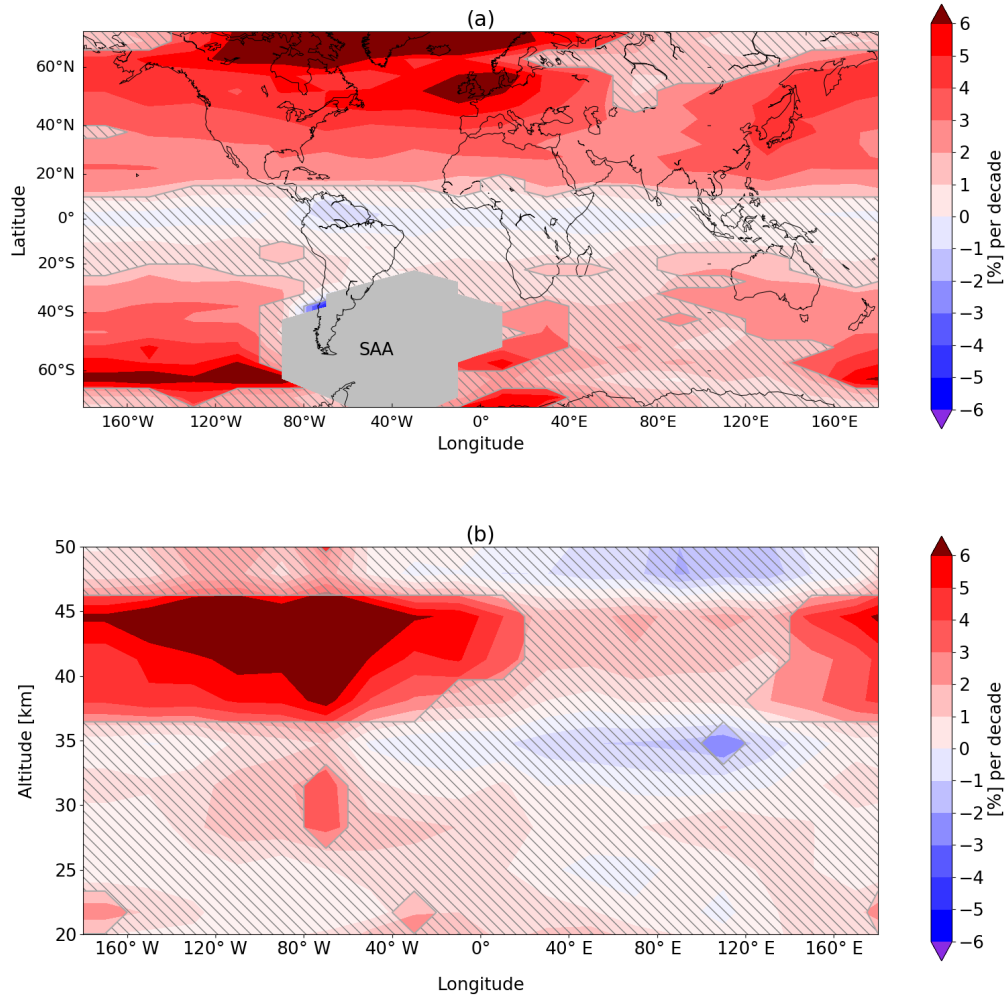 (a)
60°N
40°N
20°N
0°
20°S
40°S
60°S
Latitude
SAA
160°W 120°W 80°W 40°W 0° 40°E 80°E 120°E 160°E
Longitude
6
5
4
3
2
1
0
−1
−2
−3
−4
−5
−6
[%] per decade
(b)
50
45
40
35
30
25
20
Altitude [km]
160° W 120° W 80° W 40° W 0° 40° E 80° E 120° E 160° E
Longitude
6
5
4
3
2
1
0
−1
−2
−3
−4
−5
−6
[%] per decade